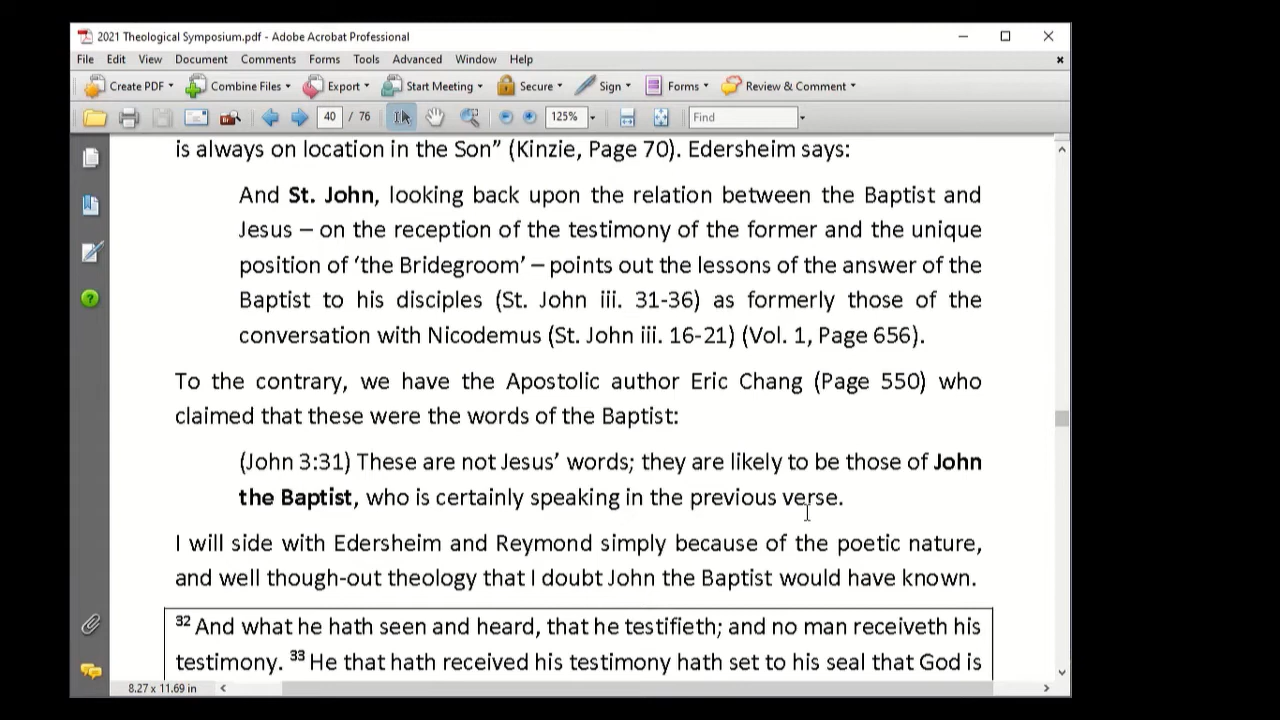 2021 Theological Symposium.pdf - Adobe Acrobat Professional
File Edit View Document Comments Forms Tools Advanced Window Help
Create PDF Combine Files Export Start Meeting Secure Sign Forms Review & Comment
40 / 76 125% Find
is always on location in the Son” (Kinzie, Page 70). Edersheim says:
And St. John, looking back upon the relation between the Baptist and
Jesus – on the reception of the testimony of the former and the unique
position of ‘the Bridegroom’ – points out the lessons of the answer of the
Baptist to his disciples (St. John iii. 31-36) as formerly those of the
conversation with Nicodemus (St. John iii. 16-21) (Vol. 1, Page 656).
To the contrary, we have the Apostolic author Eric Chang (Page 550) who
claimed that these were the words of the Baptist:
(John 3:31) These are not Jesus’ words; they are likely to be those of John
the Baptist, who is certainly speaking in the previous verse.
I will side with Edersheim and Reymond simply because of the poetic nature,
and well though-out theology that I doubt John the Baptist would have known.
32 And what he hath seen and heard, that he testifieth; and no man receiveth his
testimony. 33 He that hath received his testimony hath set to his seal that God is
8.27 x 11.69 in